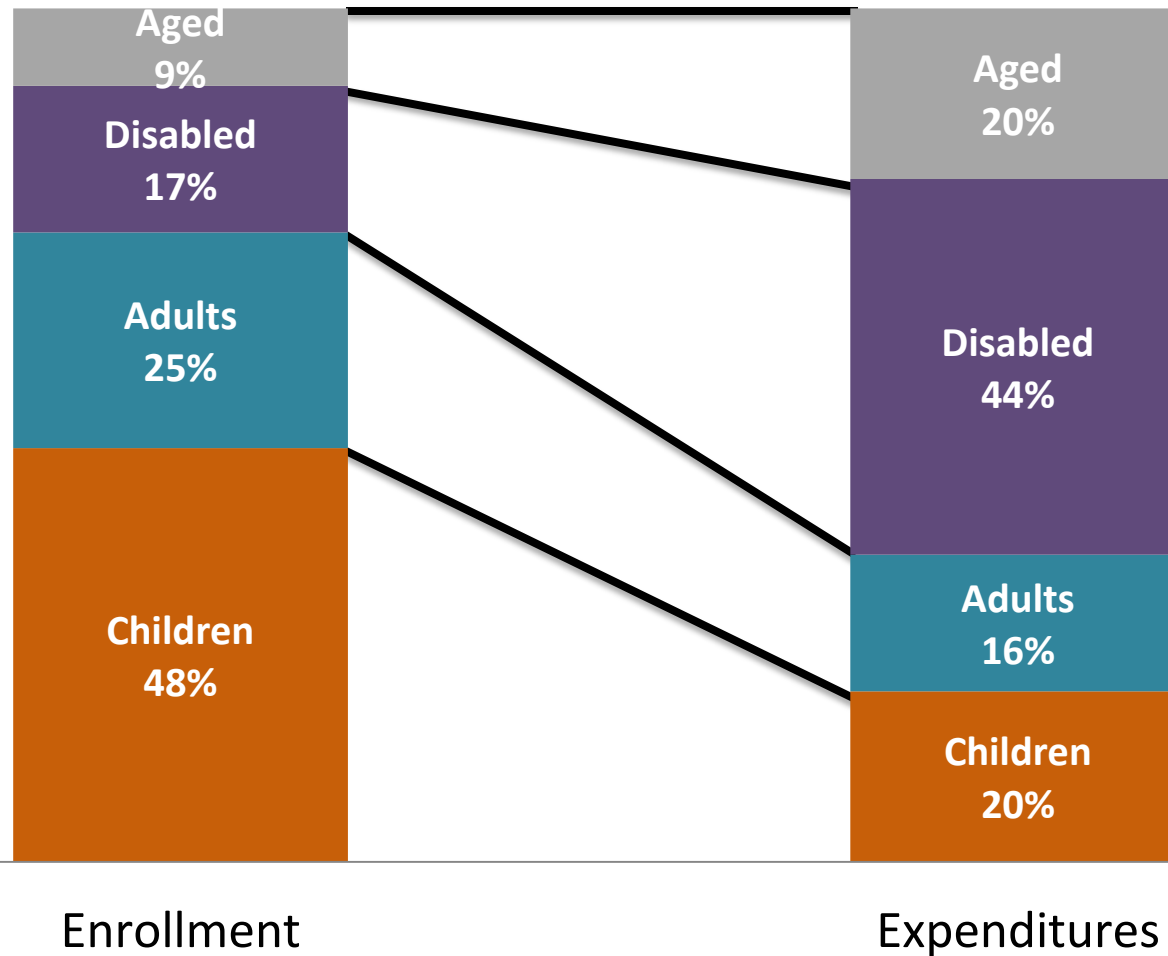 Aged
9%
Disabled
17%
Adults
25%
Children
48%
Enrollment
Aged
20%
Disabled
44%
Adults
16%
Children
20%
Expenditures